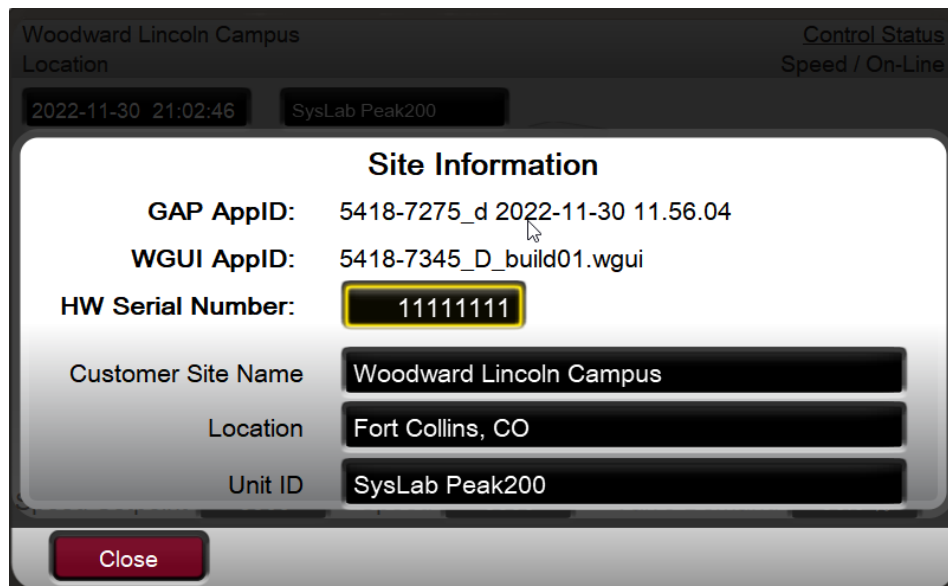 Woodward Lincoln Campus
Control Status
Location
Speed / On-Line
2022-11-30 21:02:46
SysLab Peak200
Site Information
GAP AppID: 5418-7275_d 2022-11-30 11.56.04
WGUI AppID: 5418-7345_D_build01.wgui
HW Serial Number: 11111111
Customer Site Name Woodward Lincoln Campus
Location Fort Collins, CO
Unit ID SysLab Peak200
Close